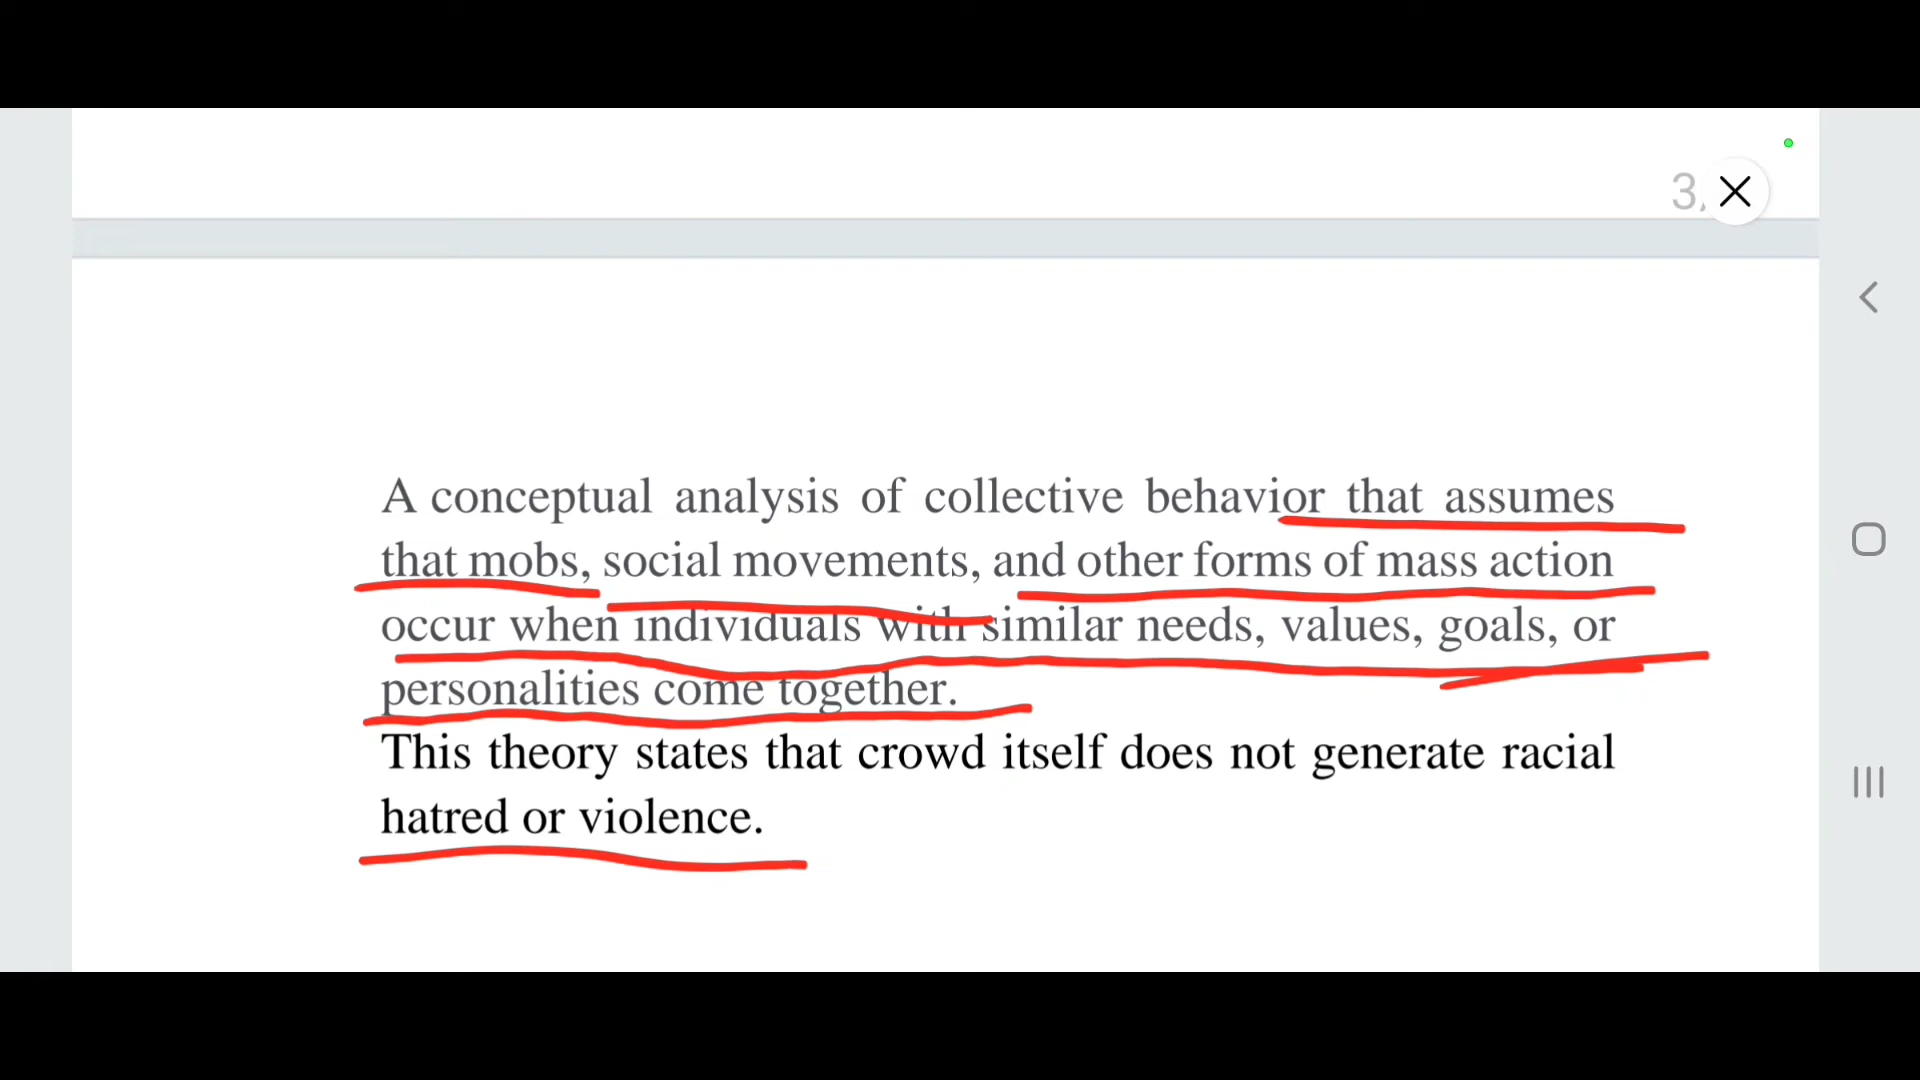 3,
A conceptual analysis of collective behavior that assumes
that mobs, social movements, and other forms of mass action
occur when individuals with similar needs, values, goals, or
personalities come together.
This theory states that crowd itself does not generate racial
hatred or violence.